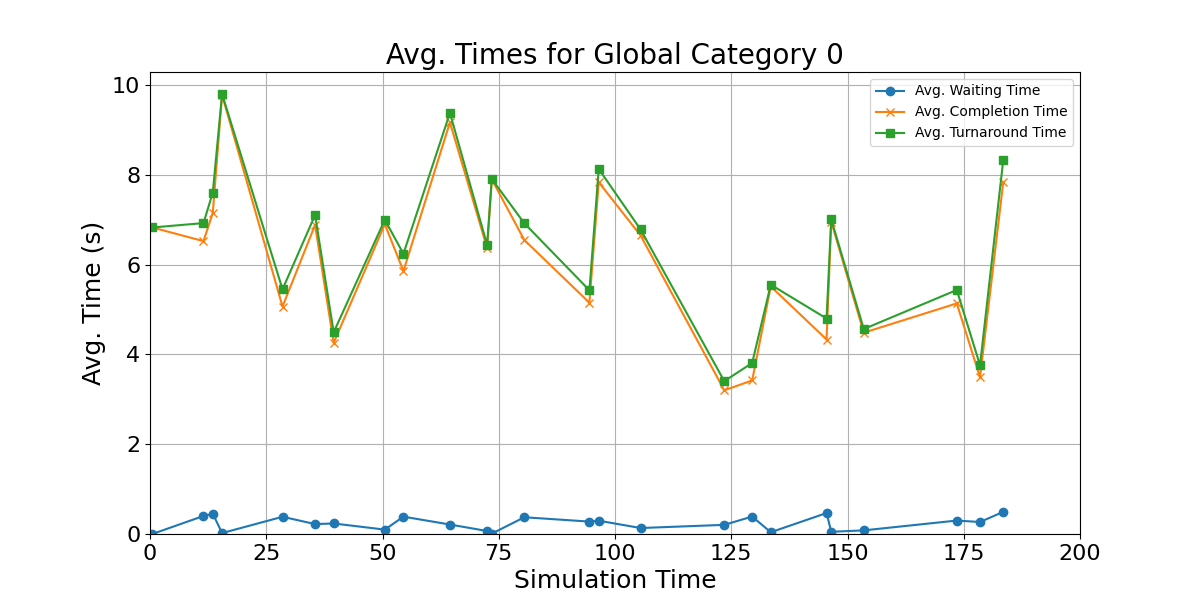 Avg. Times for Global Category 0
Avg. Waiting Time
Avg. Completion Time
Avg. Turnaround Time
Avg. Time (s)
10
8
6
4
2
0
0 25 50 75 100 125 150 175 200
Simulation Time